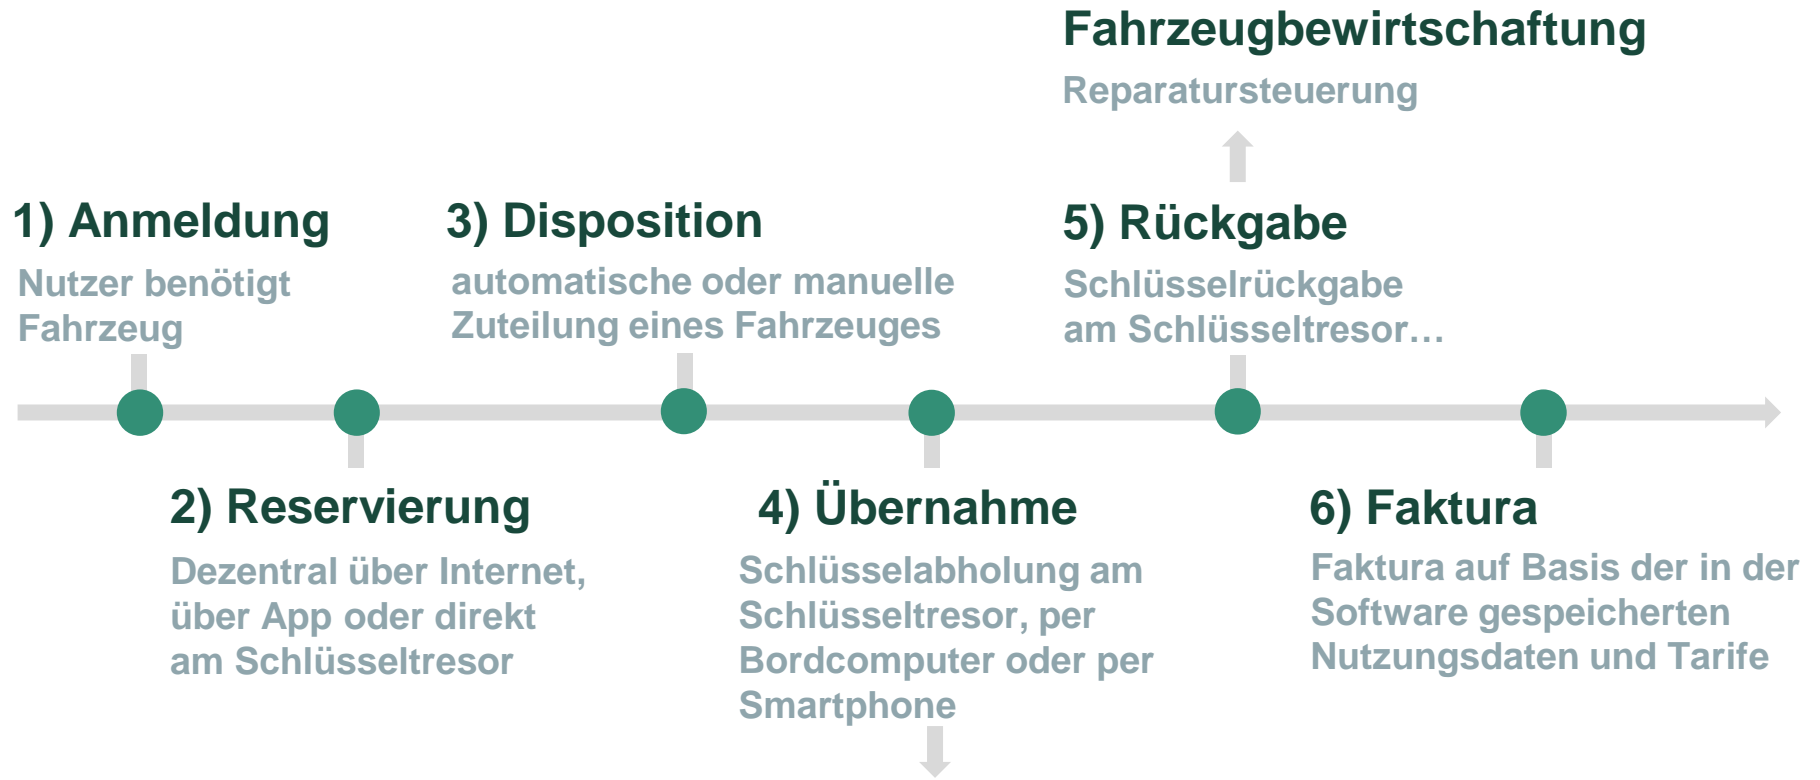 Fahrzeugbewirtschaftung
Reparatursteuerung
1) Anmeldung
Nutzer benötigt
Fahrzeug
2) Reservierung
Dezentral über Internet,
über App oder direkt
am Schlüsseltresor
3) Disposition
automatische oder manuelle
Zuteilung eines Fahrzeuges
4) Übernahme
Schlüsselabholung am
Schlüsseltresor, per
Bordcomputer oder per
Smartphone
5) Rückgabe
Schlüsselrückgabe
am Schlüsseltresor…
6) Faktura
Faktura auf Basis der in der
Software gespeicherten
Nutzungsdaten und Tarife